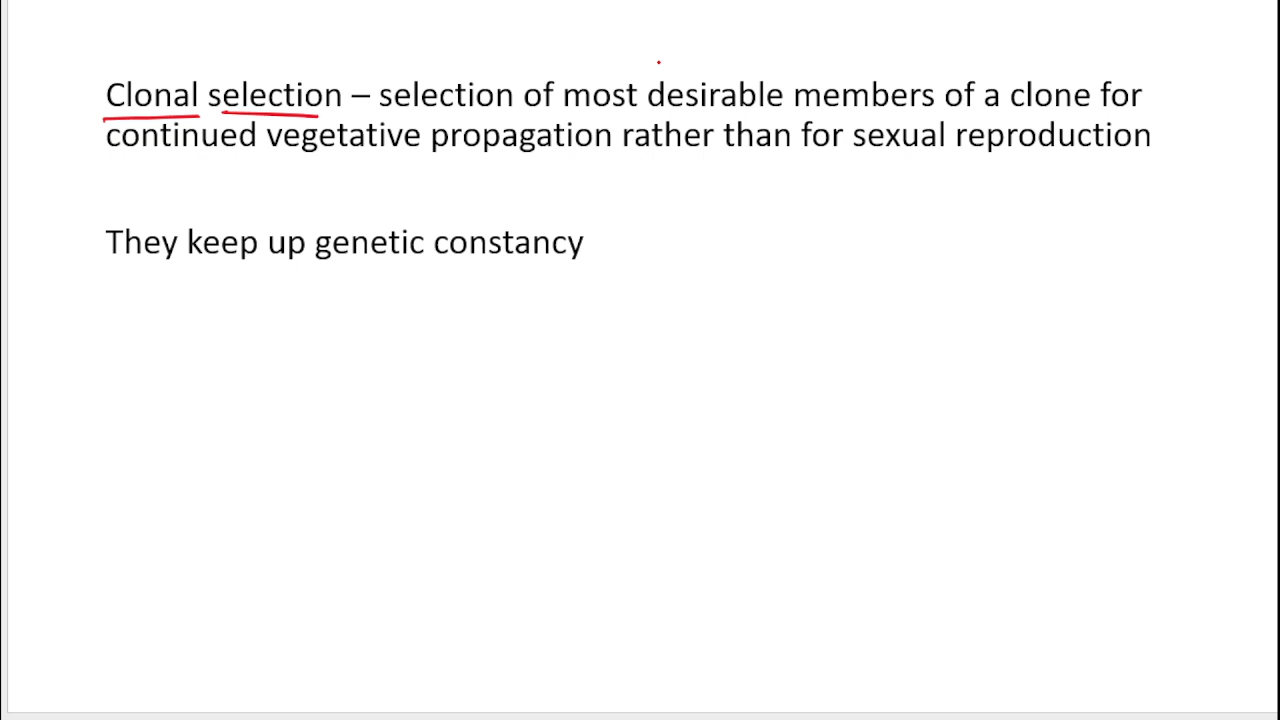 Clonal selection – selection of most desirable members of a clone for
continued vegetative propagation rather than for sexual reproduction
They keep up genetic constancy